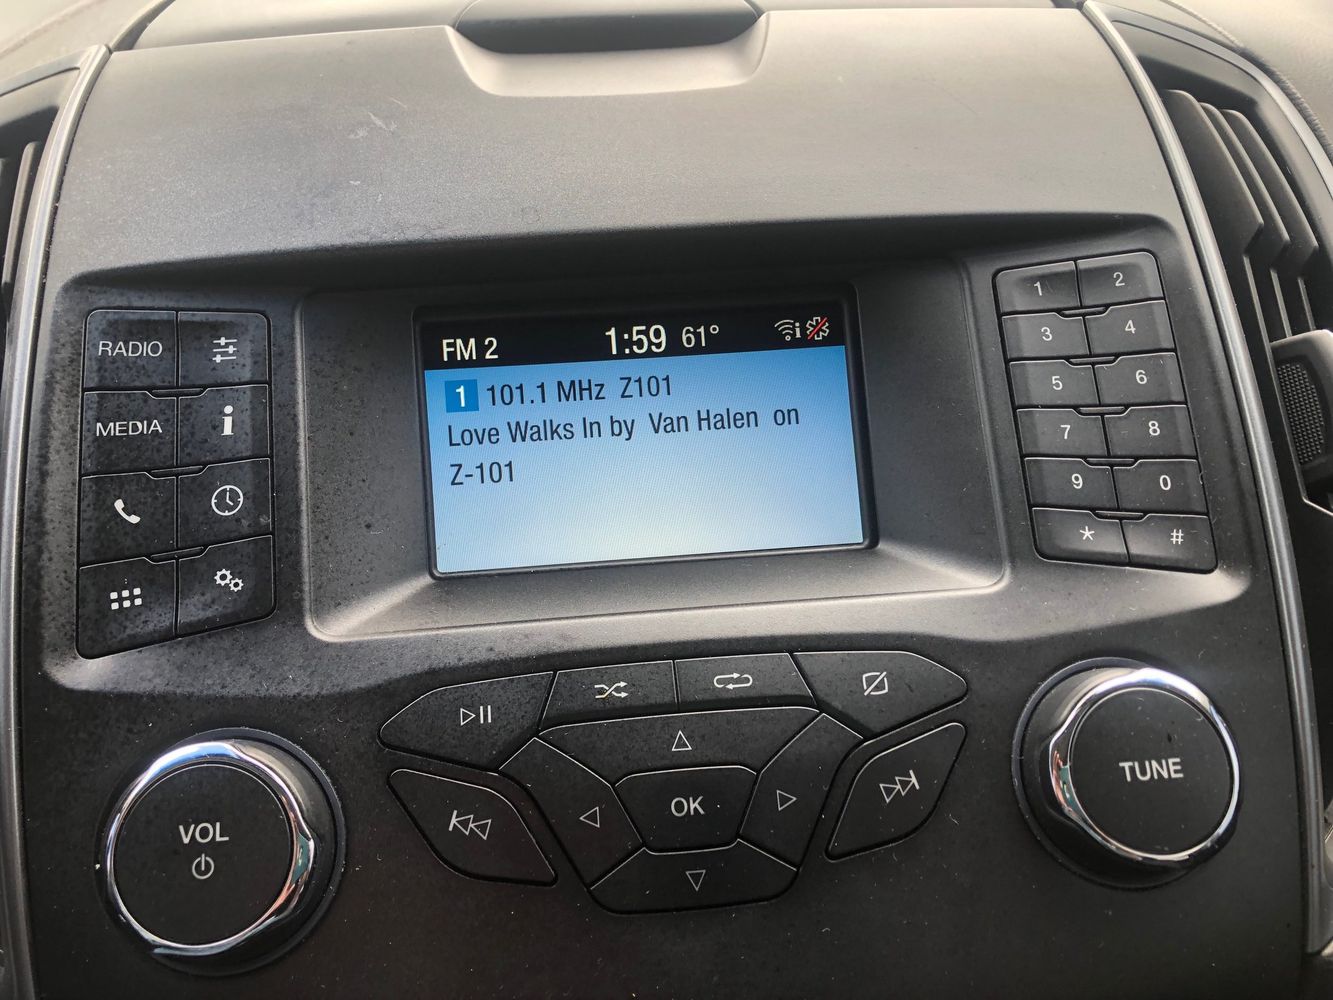 FM 2 1:59 61°
1 101.1 MHz Z101
Love Walks In by Van Halen on
Z-101
RADIO
MEDIA
i
1 2
3 4
5 6
7 8
9 0
* #
OK
VOL
TUNE